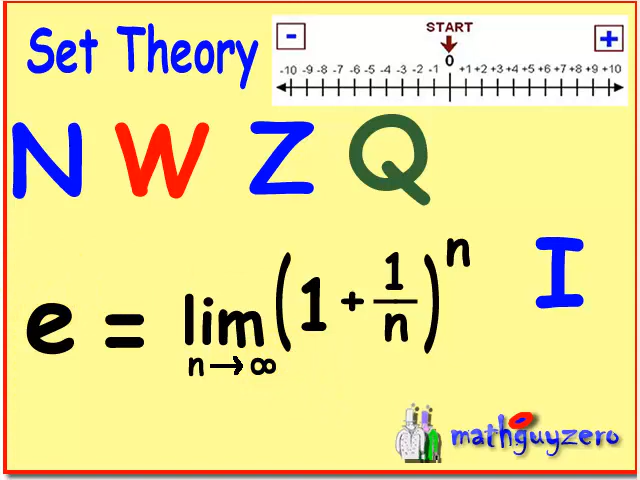 Set Theory
START
- 0 +
-10 -9 -8 -7 -6 -5 -4 -3 -2 -1 +1 +2 +3 +4 +5 +6 +7 +8 +9 +10
N W Z Q
I
e = lim n→∞ (1 + 1/n)^n
mathguyzero